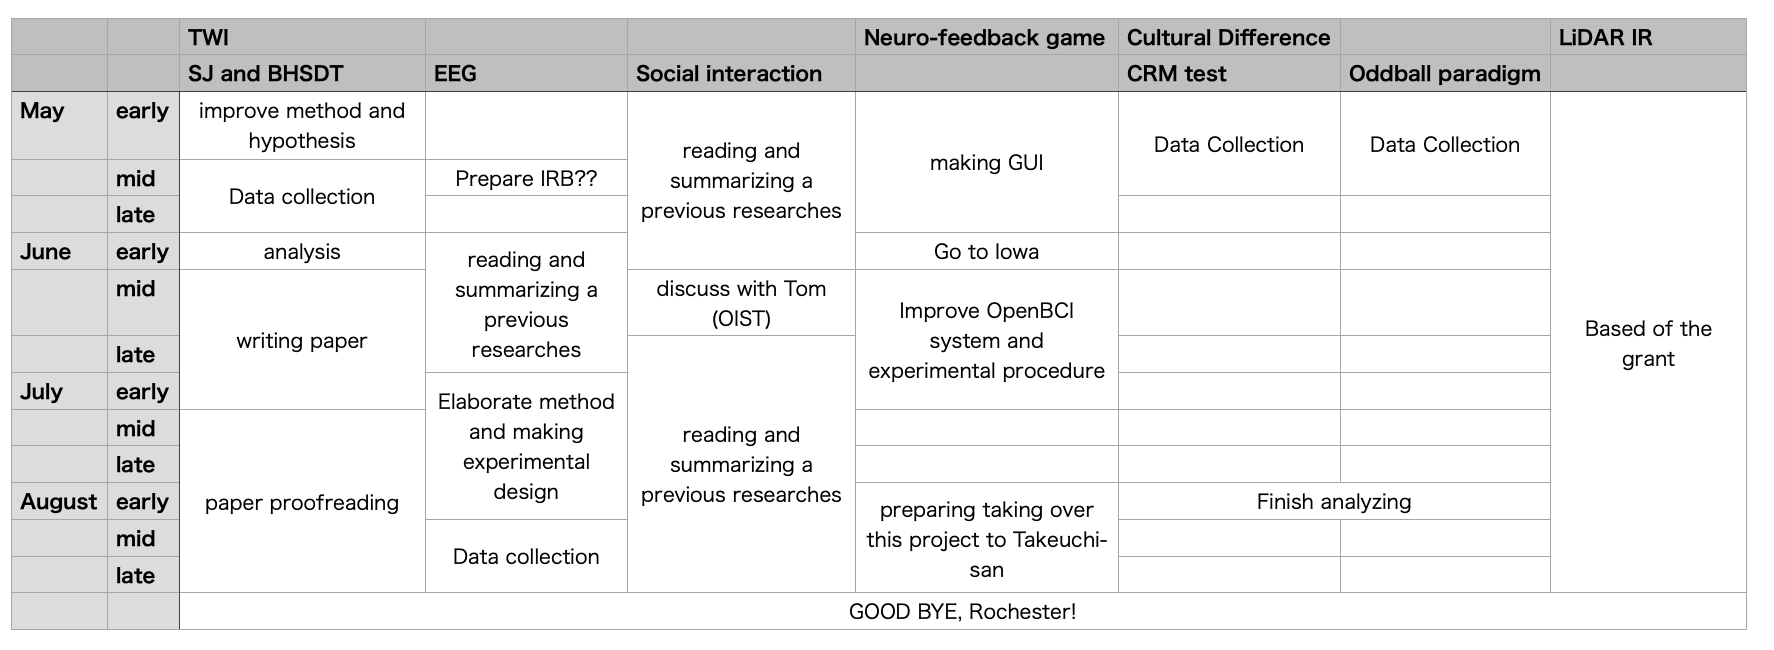 TWI Neuro-feedback game Cultural Difference LiDAR IR
SJ and BHSDT EEG Social interaction CRM test Oddball paradigm
May early
improve method and
hypothesis
reading and
summarizing a
previous researches
making GUI
Data Collection
Data Collection
Based of the
grant
mid
Data collection
Prepare IRB??
late
June early
analysis
reading and
summarizing a
previous
researches
Go to Iowa
mid
writing paper
discuss with Tom
(OIST)
Improve OpenBCI
system and
experimental procedure
late
reading and
summarizing a
previous researches
July early
Elaborate method
and making
experimental
design
mid
paper proofreading
late
August early
preparing taking over
this project to Takeuchi-
san
Finish analyzing
mid
Data collection
late
GOOD BYE, Rochester!